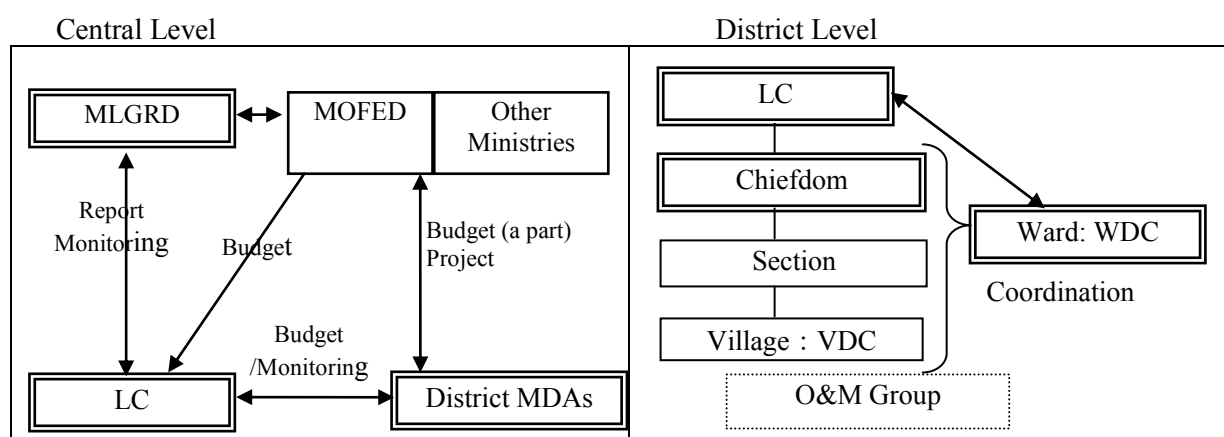 Central Level
District Level
MLGRD
MOFED
Other
Ministries
Report
Monitoring
Budget
Budget (a part)
Project
Budget
/Monitoring
LC
District MDAs
LC
Chiefdom
Section
Village : VDC
O&M Group
Ward: WDC
Coordination